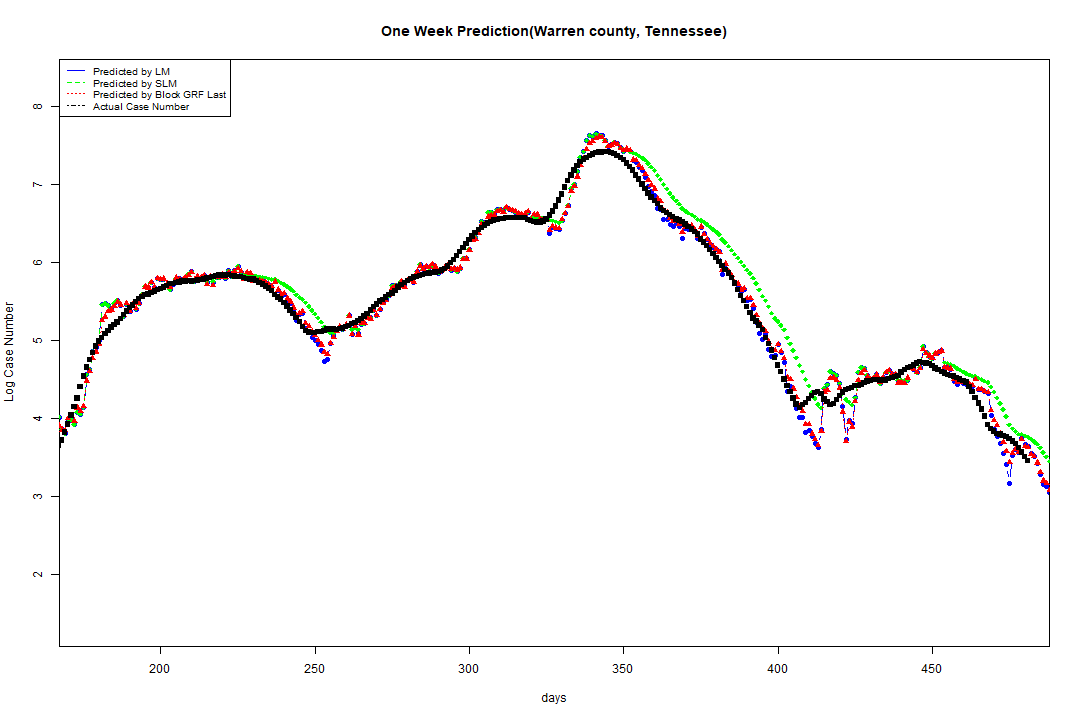 One Week Prediction(Warren county, Tennessee)
Predicted by LM
Predicted by SLM
Predicted by Block GRF Last
Actual Case Number
8
7
6
5
4
3
2
Log Case Number
200 250 300 350 400 450
days